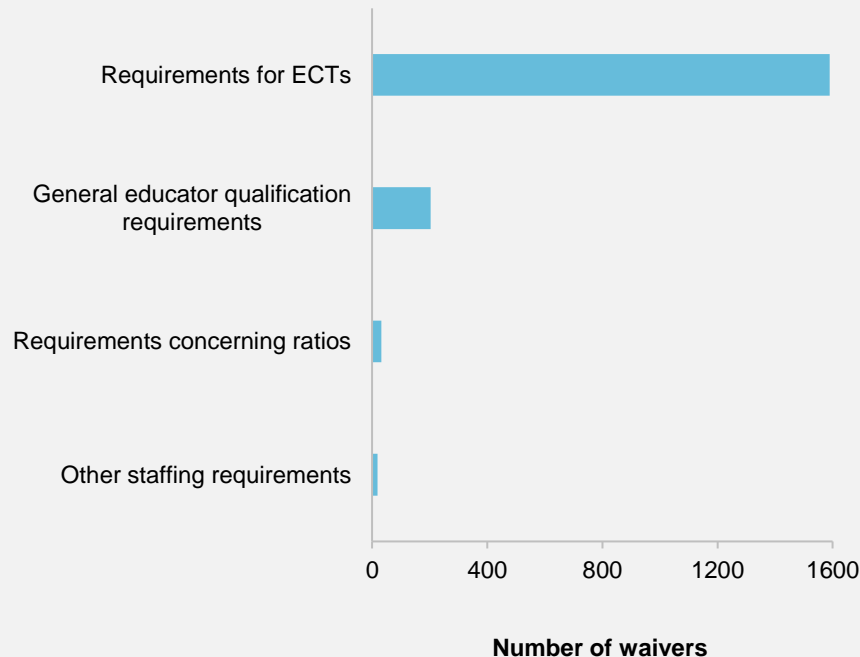 Requirements for ECTs
General educator qualification
requirements
Requirements concerning ratios
Other staffing requirements
0 400 800 1200 1600
Number of waivers